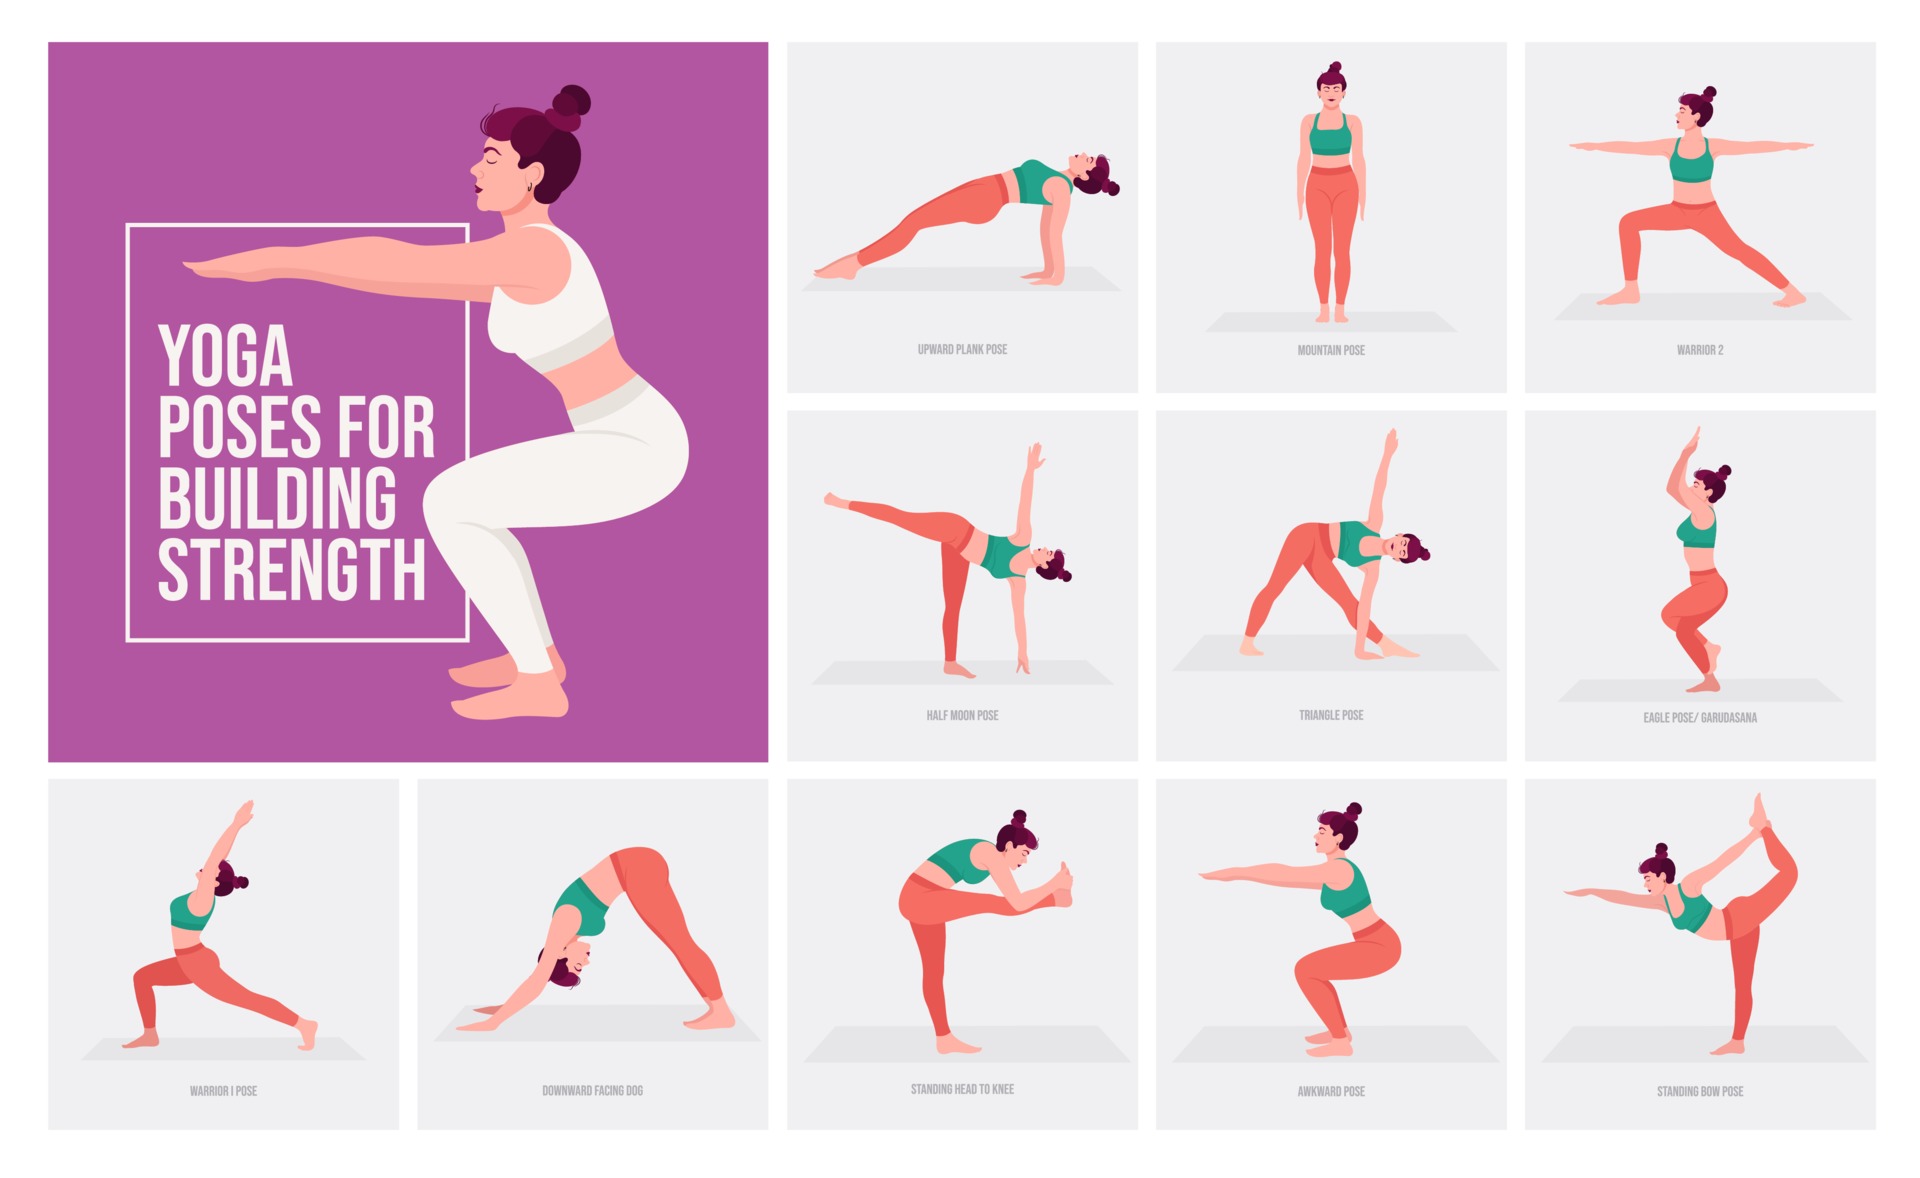 YOGA
POSES FOR
BUILDING
STRENGTH
UPWARD PLANK POSE
MOUNTAIN POSE
WARRIOR 2
HALF MOON POSE
TRIANGLE POSE
EAGLE POSE/ GARUDASANA
WARRIOR I POSE
DOWNWARD FACING DOG
STANDING HEAD TO KNEE
AWKWARD POSE
STANDING BOW POSE